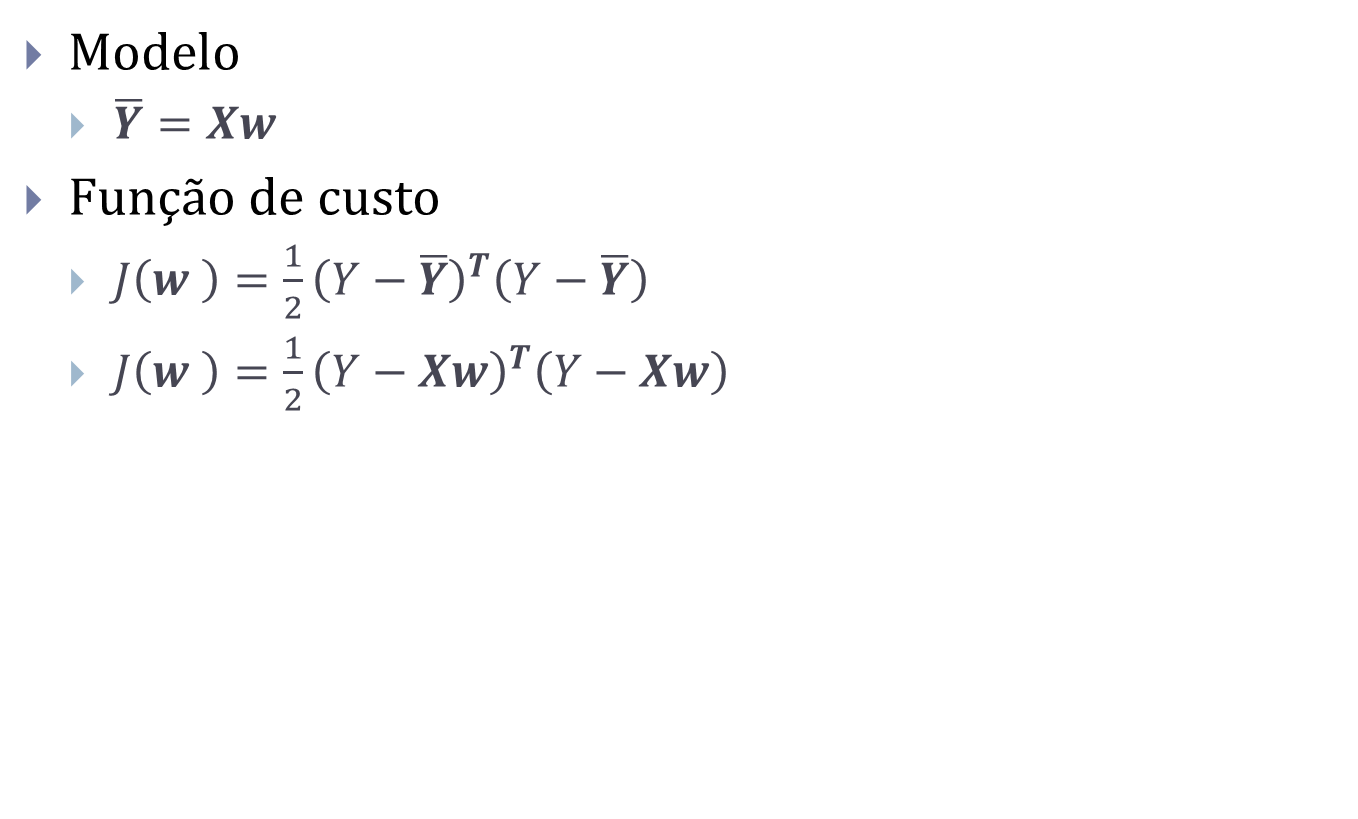 Modelo
Y̅ = Xw
Função de custo
J(w ) = 1/2 (Y − Y̅)ᵀ(Y − Y̅)
J(w ) = 1/2 (Y − Xw)ᵀ(Y − Xw)